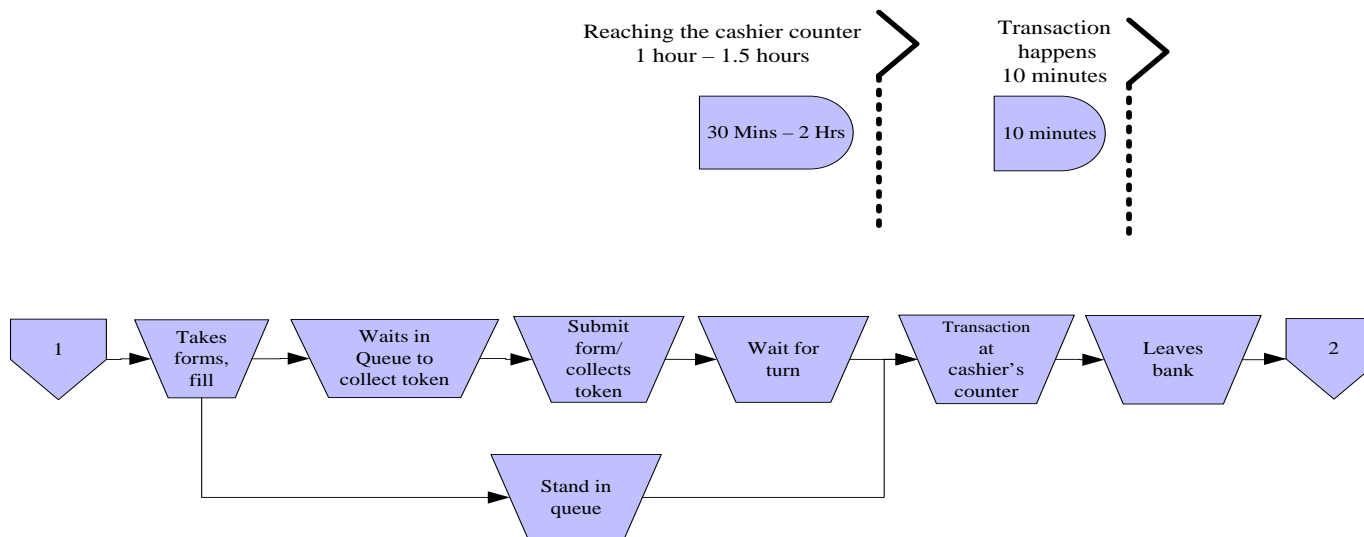 Reaching the cashier counter
1 hour – 1.5 hours
Transaction
happens
10 minutes
30 Mins – 2 Hrs
10 minutes
1
Takes
forms,
fill
Waits in
Queue to
collect token
Submit
form/
collects
token
Wait for
turn
Transaction
at
cashier’s
counter
Leaves
bank
2
Stand in
queue